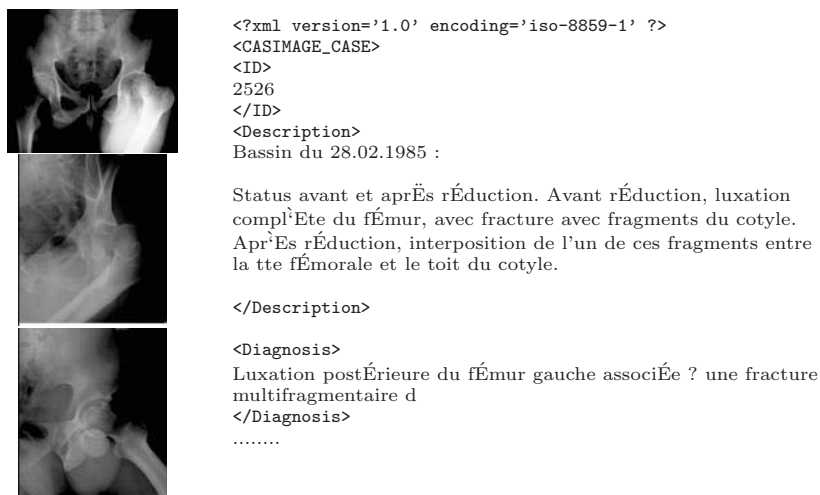 <?xml version='1.0' encoding='iso-8859-1' ?>
<CASIMAGE_CASE>
<ID>
2526
</ID>
<Description>
Bassin du 28.02.1985 :
Status avant et aprËs rÉduction. Avant rÉduction, luxation
compl`Ete du fÉmur, avec fracture avec fragments du cotyle.
Apr`Es rÉduction, interposition de l'un de ces fragments entre
la tte fÉmorale et le toit du cotyle.
</Description>
<Diagnosis>
Luxation postÉrieure du fÉmur gauche associÉe ? une fracture
multifragmentaire d
</Diagnosis>
........